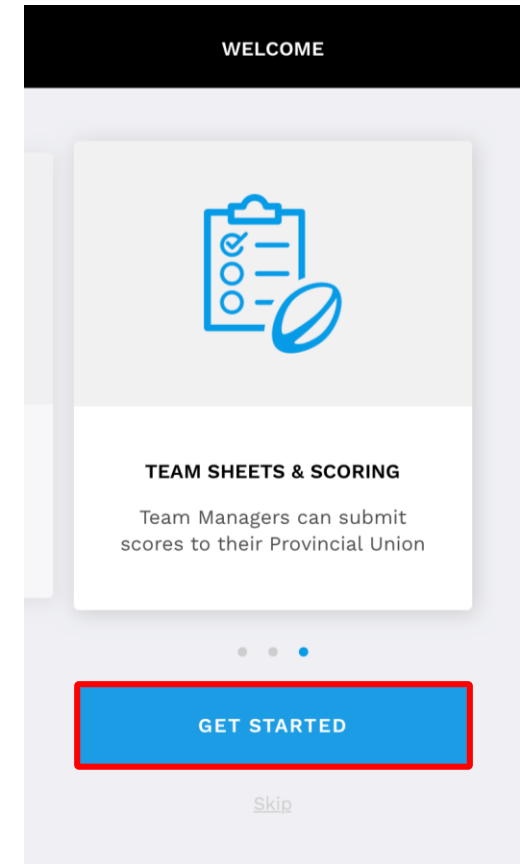 WELCOME
TEAM SHEETS & SCORING
Team Managers can submit
scores to their Provincial Union
GET STARTED
Skip